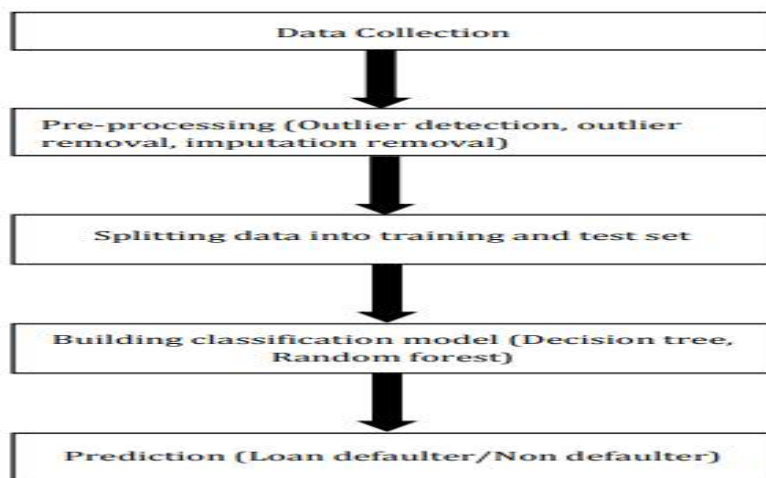 Data Collection
Pre-processing (Outlier detection, outlier
removal, imputation removal)
Splitting data into training and test set
Building classification model (Decision tree,
Random forest)
Prediction (Loan defaulter/Non defaulter)